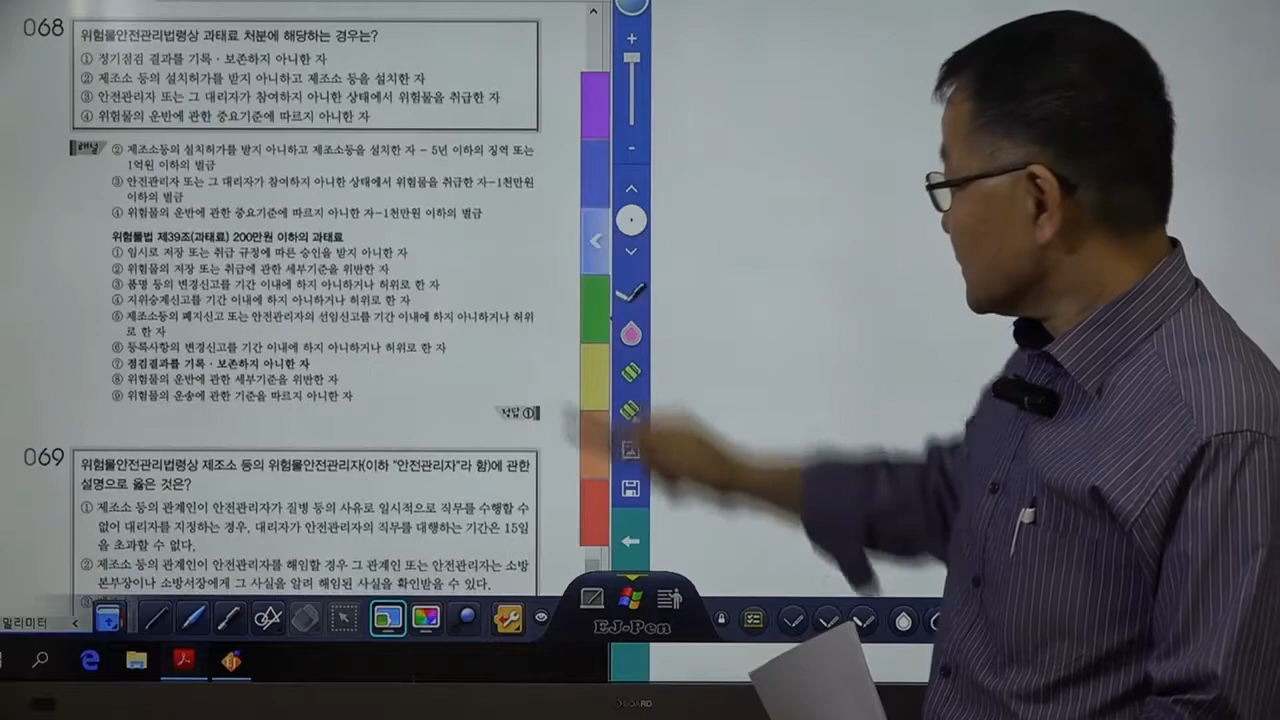 068
위험물안전관리법령상 과태료 처분에 해당하는 경우는?
① 정기점검 결과를 기록·보존하지 아니한 자
② 제조소 등의 설치허가를 받지 아니하고 제조소 등을 설치한 자
③ 안전관리자 또는 그 대리자가 참여하지 아니한 상태에서 위험물을 취급한 자
④ 위험물의 운반에 관한 중요기준에 따르지 아니한 자
해설 ② 제조소등의 설치허가를 받지 아니하고 제조소등을 설치한 자 - 5년 이하의 징역 또는
1억원 이하의 벌금
③ 안전관리자 또는 그 대리자가 참여하지 아니한 상태에서 위험물을 취급한 자-1천만원
이하의 벌금
④ 위험물의 운반에 관한 중요기준에 따르지 아니한 자-1천만원 이하의 벌금
위험물법 제39조(과태료) 200만원 이하의 과태료
① 임시로 저장 또는 취급 규정에 따른 승인을 받지 아니한 자
② 위험물의 저장 또는 취급에 관한 세부기준을 위반한 자
③ 품명 등의 변경신고를 기간 이내에 하지 아니하거나 허위로 한 자
④ 지위승계신고를 기간 이내에 하지 아니하거나 허위로 한 자
⑤ 제조소등의 폐지신고 또는 안전관리자의 선임신고를 기간 이내에 하지 아니하거나 허위
로 한 자
⑥ 등록사항의 변경신고를 기간 이내에 하지 아니하거나 허위로 한 자
⑦ 점검결과를 기록·보존하지 아니한 자
⑧ 위험물의 운반에 관한 세부기준을 위반한 자
⑨ 위험물의 운송에 관한 기준을 따르지 아니한 자
정답 ①
069
위험물안전관리법령상 제조소 등의 위험물안전관리자(이하 "안전관리자"라 함)에 관한
설명으로 옳은 것은?
① 제조소 등의 관계인이 안전관리자가 질병 등의 사유로 일시적으로 직무를 수행할 수
없어 대리자를 지정하는 경우, 대리자가 안전관리자의 직무를 대행하는 기간은 15일
을 초과할 수 없다.
② 제조소 등의 관계인이 안전관리자를 해임할 경우 그 관계인 또는 안전관리자는 소방
본부장이나 소방서장에게 그 사실을 알려 해임된 사실을 확인받을 수 있다.
③
밀리미터
EJ-Pen